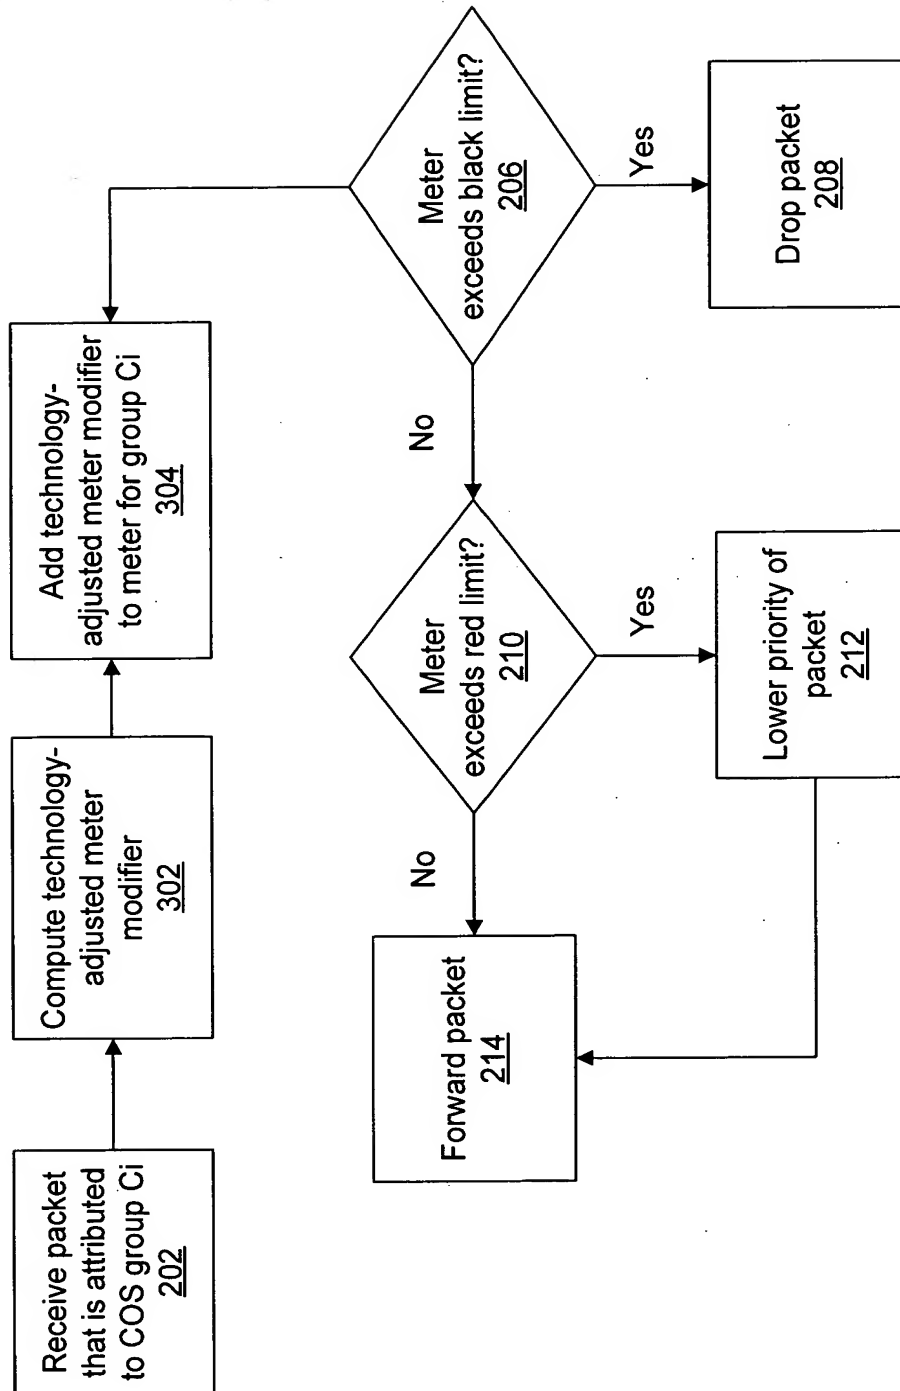 Receive packet
that is attributed
to COS group Ci
202
Compute technology-
adjusted meter
modifier
302
Add technology-
adjusted meter modifier
to meter for group Ci
304
Meter
exceeds black limit?
206
Yes
Drop packet
208
No
Meter
exceeds red limit?
210
Yes
Lower priority of
packet
212
No
Forward packet
214